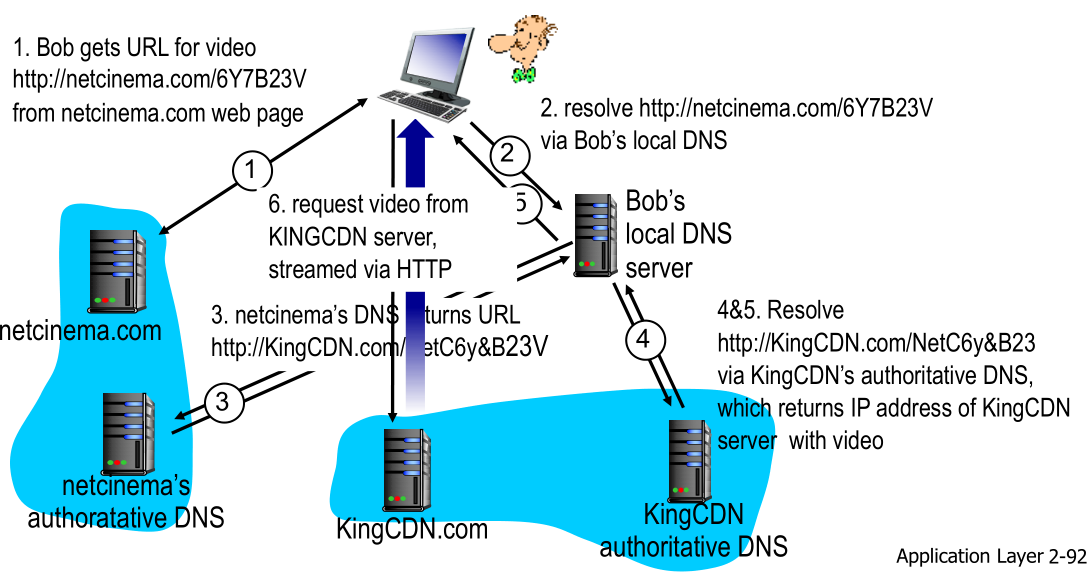 1. Bob gets URL for video
http://netcinema.com/6Y7B23V
from netcinema.com web page
2. resolve http://netcinema.com/6Y7B23V
via Bob’s local DNS
1
2
5
6. request video from
KINGCDN server,
streamed via HTTP
Bob’s
local DNS
server
netcinema.com
3. netcinema’s DNS returns URL
http://KingCDN.com/NetC6y&B23V
4
4&5. Resolve
http://KingCDN.com/NetC6y&B23
via KingCDN’s authoritative DNS,
which returns IP address of KingCDN
server with video
3
netcinema’s
authoratative DNS
KingCDN.com
KingCDN
authoritative DNS
Application Layer 2-92